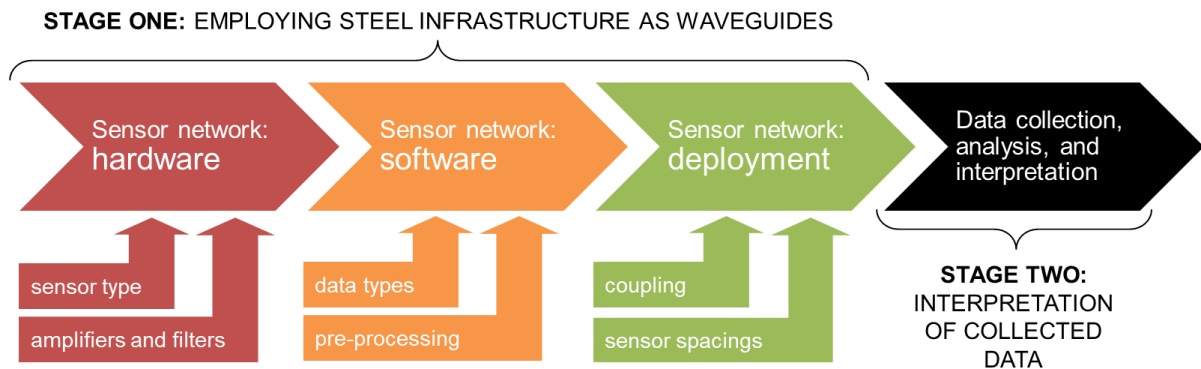 STAGE ONE: EMPLOYING STEEL INFRASTRUCTURE AS WAVEGUIDES
Sensor network:
hardware
Sensor network:
software
Sensor network:
deployment
Data collection,
analysis, and
interpretation
sensor type
amplifiers and filters
data types
pre-processing
coupling
sensor spacings
STAGE TWO:
INTERPRETATION
OF COLLECTED
DATA